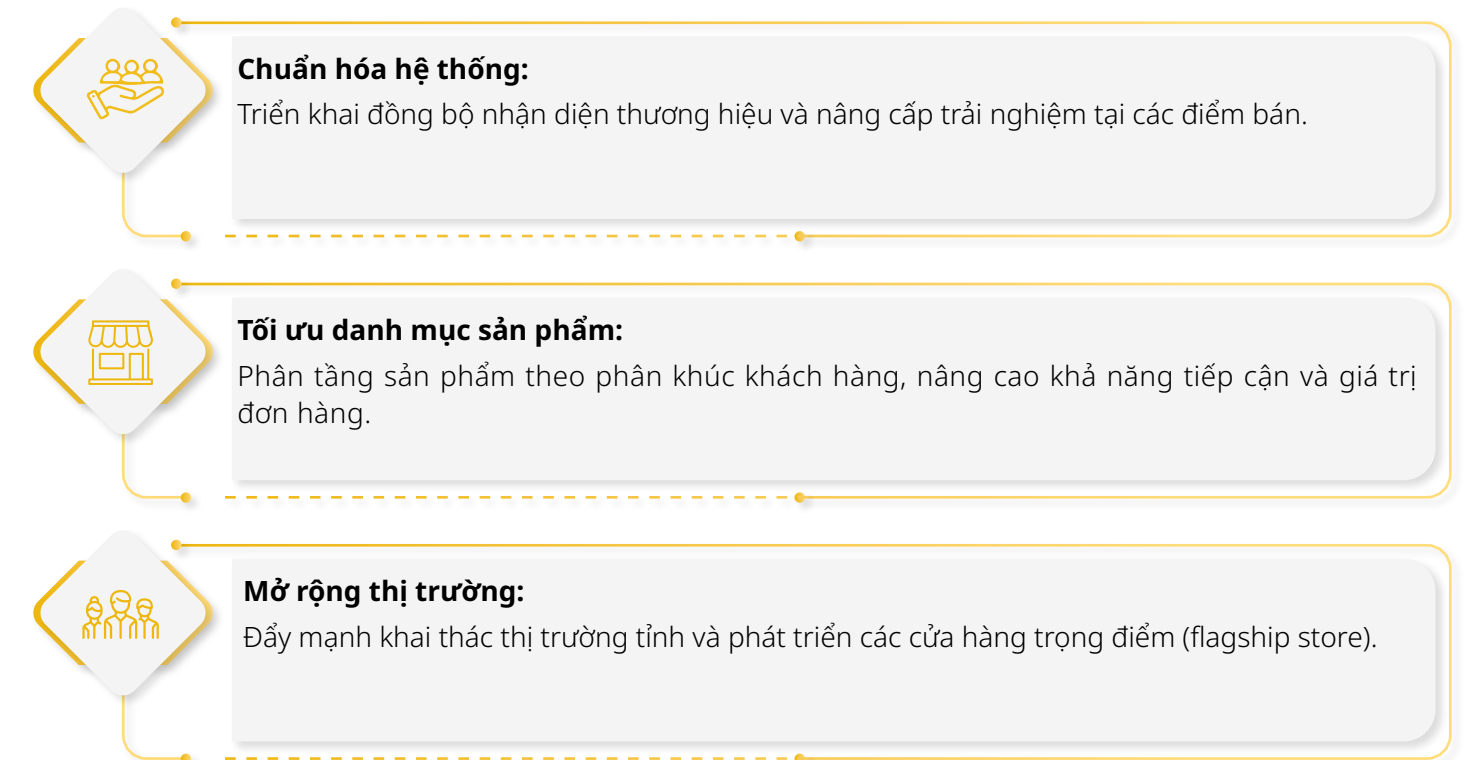 Chuẩn hóa hệ thống:
Triển khai đồng bộ nhận diện thương hiệu và nâng cấp trải nghiệm tại các điểm bán.
Tối ưu danh mục sản phẩm:
Phân tầng sản phẩm theo phân khúc khách hàng, nâng cao khả năng tiếp cận và giá trị
đơn hàng.
Mở rộng thị trường:
Đẩy mạnh khai thác thị trường tỉnh và phát triển các cửa hàng trọng điểm (flagship store).